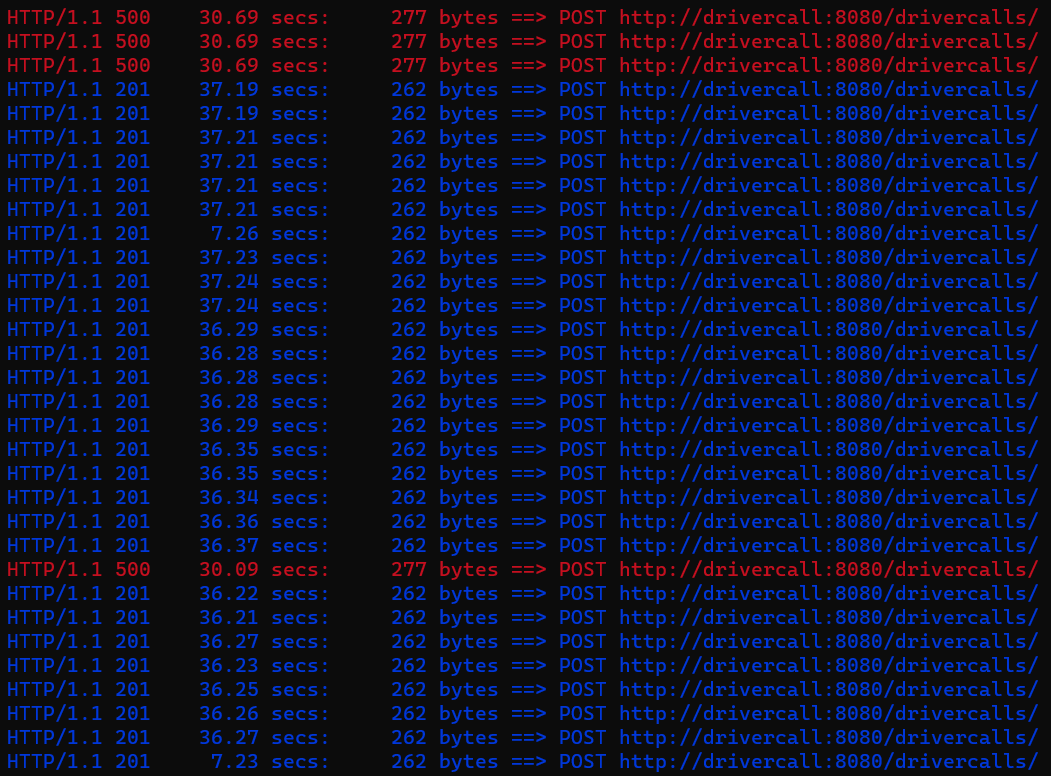 HTTP/1.1 500    30.69 secs:     277 bytes ==> POST http://drivercall:8080/drivercalls/
HTTP/1.1 500    30.69 secs:     277 bytes ==> POST http://drivercall:8080/drivercalls/
HTTP/1.1 500    30.69 secs:     277 bytes ==> POST http://drivercall:8080/drivercalls/
HTTP/1.1 201    37.19 secs:     262 bytes ==> POST http://drivercall:8080/drivercalls/
HTTP/1.1 201    37.19 secs:     262 bytes ==> POST http://drivercall:8080/drivercalls/
HTTP/1.1 201    37.21 secs:     262 bytes ==> POST http://drivercall:8080/drivercalls/
HTTP/1.1 201    37.21 secs:     262 bytes ==> POST http://drivercall:8080/drivercalls/
HTTP/1.1 201    37.21 secs:     262 bytes ==> POST http://drivercall:8080/drivercalls/
HTTP/1.1 201    37.21 secs:     262 bytes ==> POST http://drivercall:8080/drivercalls/
HTTP/1.1 201     7.26 secs:     262 bytes ==> POST http://drivercall:8080/drivercalls/
HTTP/1.1 201    37.23 secs:     262 bytes ==> POST http://drivercall:8080/drivercalls/
HTTP/1.1 201    37.24 secs:     262 bytes ==> POST http://drivercall:8080/drivercalls/
HTTP/1.1 201    37.24 secs:     262 bytes ==> POST http://drivercall:8080/drivercalls/
HTTP/1.1 201    36.29 secs:     262 bytes ==> POST http://drivercall:8080/drivercalls/
HTTP/1.1 201    36.28 secs:     262 bytes ==> POST http://drivercall:8080/drivercalls/
HTTP/1.1 201    36.28 secs:     262 bytes ==> POST http://drivercall:8080/drivercalls/
HTTP/1.1 201    36.28 secs:     262 bytes ==> POST http://drivercall:8080/drivercalls/
HTTP/1.1 201    36.29 secs:     262 bytes ==> POST http://drivercall:8080/drivercalls/
HTTP/1.1 201    36.35 secs:     262 bytes ==> POST http://drivercall:8080/drivercalls/
HTTP/1.1 201    36.35 secs:     262 bytes ==> POST http://drivercall:8080/drivercalls/
HTTP/1.1 201    36.34 secs:     262 bytes ==> POST http://drivercall:8080/drivercalls/
HTTP/1.1 201    36.36 secs:     262 bytes ==> POST http://drivercall:8080/drivercalls/
HTTP/1.1 201    36.37 secs:     262 bytes ==> POST http://drivercall:8080/drivercalls/
HTTP/1.1 500    30.09 secs:     277 bytes ==> POST http://drivercall:8080/drivercalls/
HTTP/1.1 201    36.22 secs:     262 bytes ==> POST http://drivercall:8080/drivercalls/
HTTP/1.1 201    36.21 secs:     262 bytes ==> POST http://drivercall:8080/drivercalls/
HTTP/1.1 201    36.27 secs:     262 bytes ==> POST http://drivercall:8080/drivercalls/
HTTP/1.1 201    36.23 secs:     262 bytes ==> POST http://drivercall:8080/drivercalls/
HTTP/1.1 201    36.25 secs:     262 bytes ==> POST http://drivercall:8080/drivercalls/
HTTP/1.1 201    36.26 secs:     262 bytes ==> POST http://drivercall:8080/drivercalls/
HTTP/1.1 201    36.27 secs:     262 bytes ==> POST http://drivercall:8080/drivercalls/
HTTP/1.1 201     7.23 secs:     262 bytes ==> POST http://drivercall:8080/drivercalls/